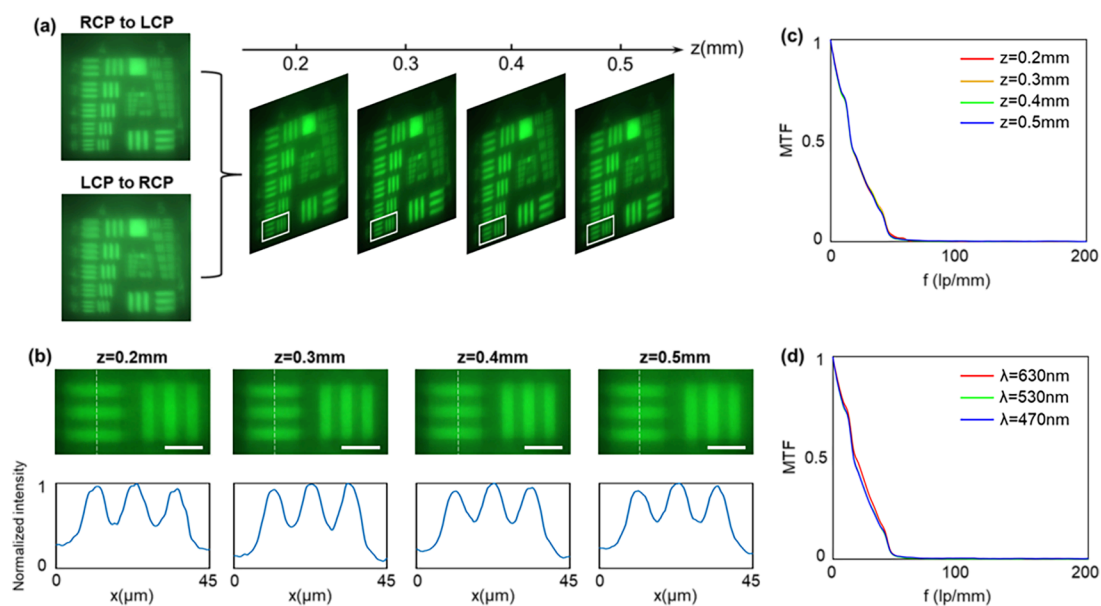 (a)
RCP to LCP
LCP to RCP
z(mm)
0.2 0.3 0.4 0.5
(b)
z=0.2mm z=0.3mm z=0.4mm z=0.5mm
Normalized intensity
1
0
0 45 0 45 0 45 0 45
x(μm) x(μm) x(μm) x(μm)
(c)
1
z=0.2mm
z=0.3mm
z=0.4mm
z=0.5mm
MTF
0.5
0
0 100 200
f (lp/mm)
(d)
1
λ=630nm
λ=530nm
λ=470nm
MTF
0.5
0
0 100 200
f (lp/mm)